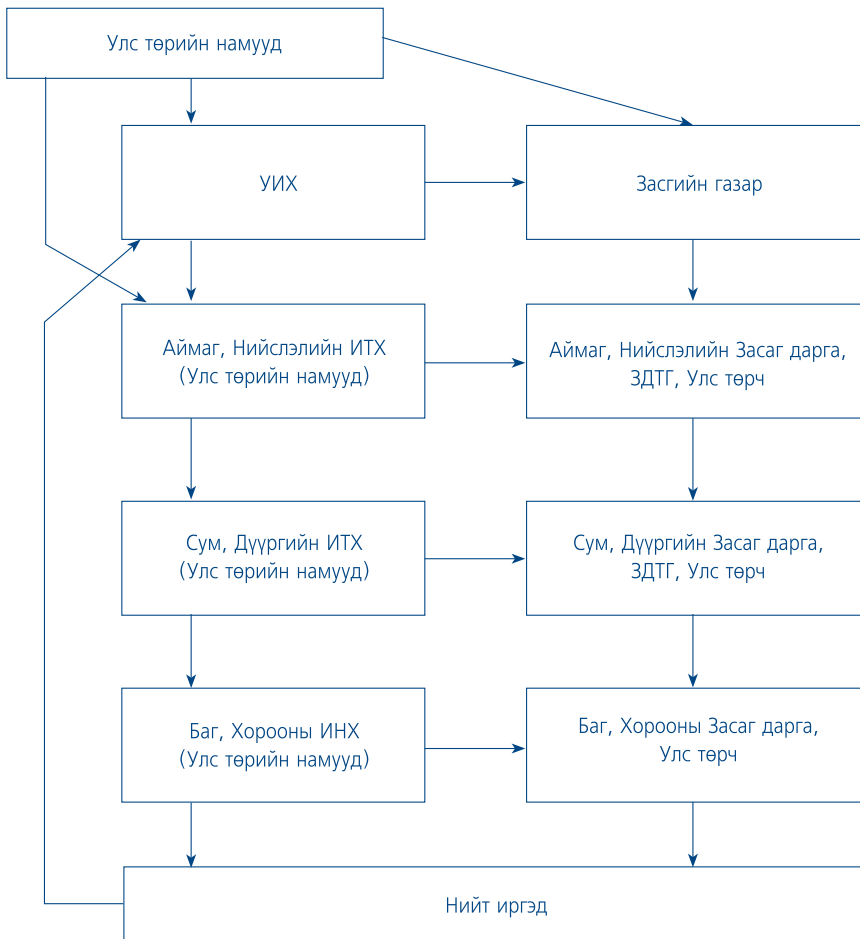 Улс төрийн намууд
УИХ
Засгийн газар
Аймаг, Нийслэлийн ИТХ
(Улс төрийн намууд)
Аймаг, Нийслэлийн Засаг дарга,
ЗДТГ, Улс төрч
Сум, Дүүргийн ИТХ
(Улс төрийн намууд)
Сум, Дүүргийн Засаг дарга,
ЗДТГ, Улс төрч
Баг, Хорооны ИНХ
(Улс төрийн намууд)
Баг, Хорооны Засаг дарга,
Улс төрч
Нийт иргэд